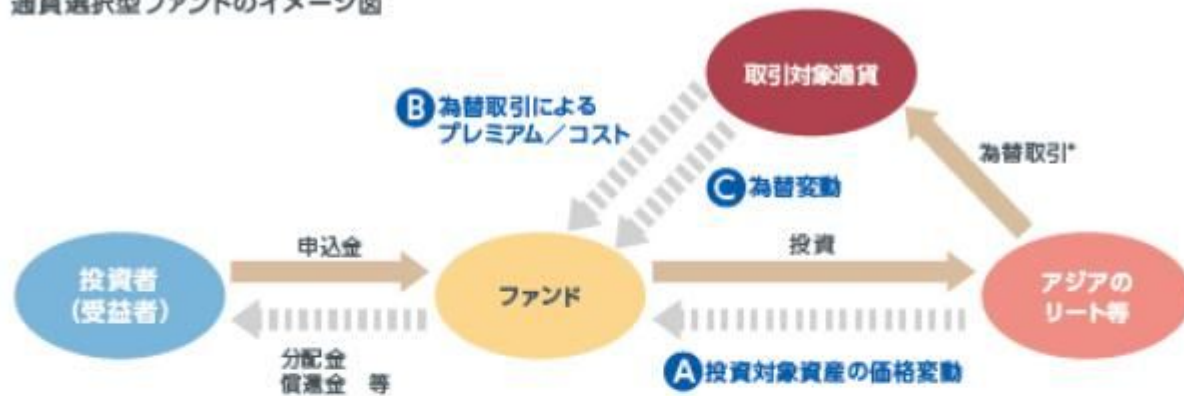 通貨選択型ファンドのイメージ図
取引対象通貨
B 為替取引による
プレミアム／コスト
為替取引*
C 為替変動
申込金
投資
投資者
(受益者)
ファンド
アジアの
リート等
分配金
償還金 等
A 投資対象資産の価格変動